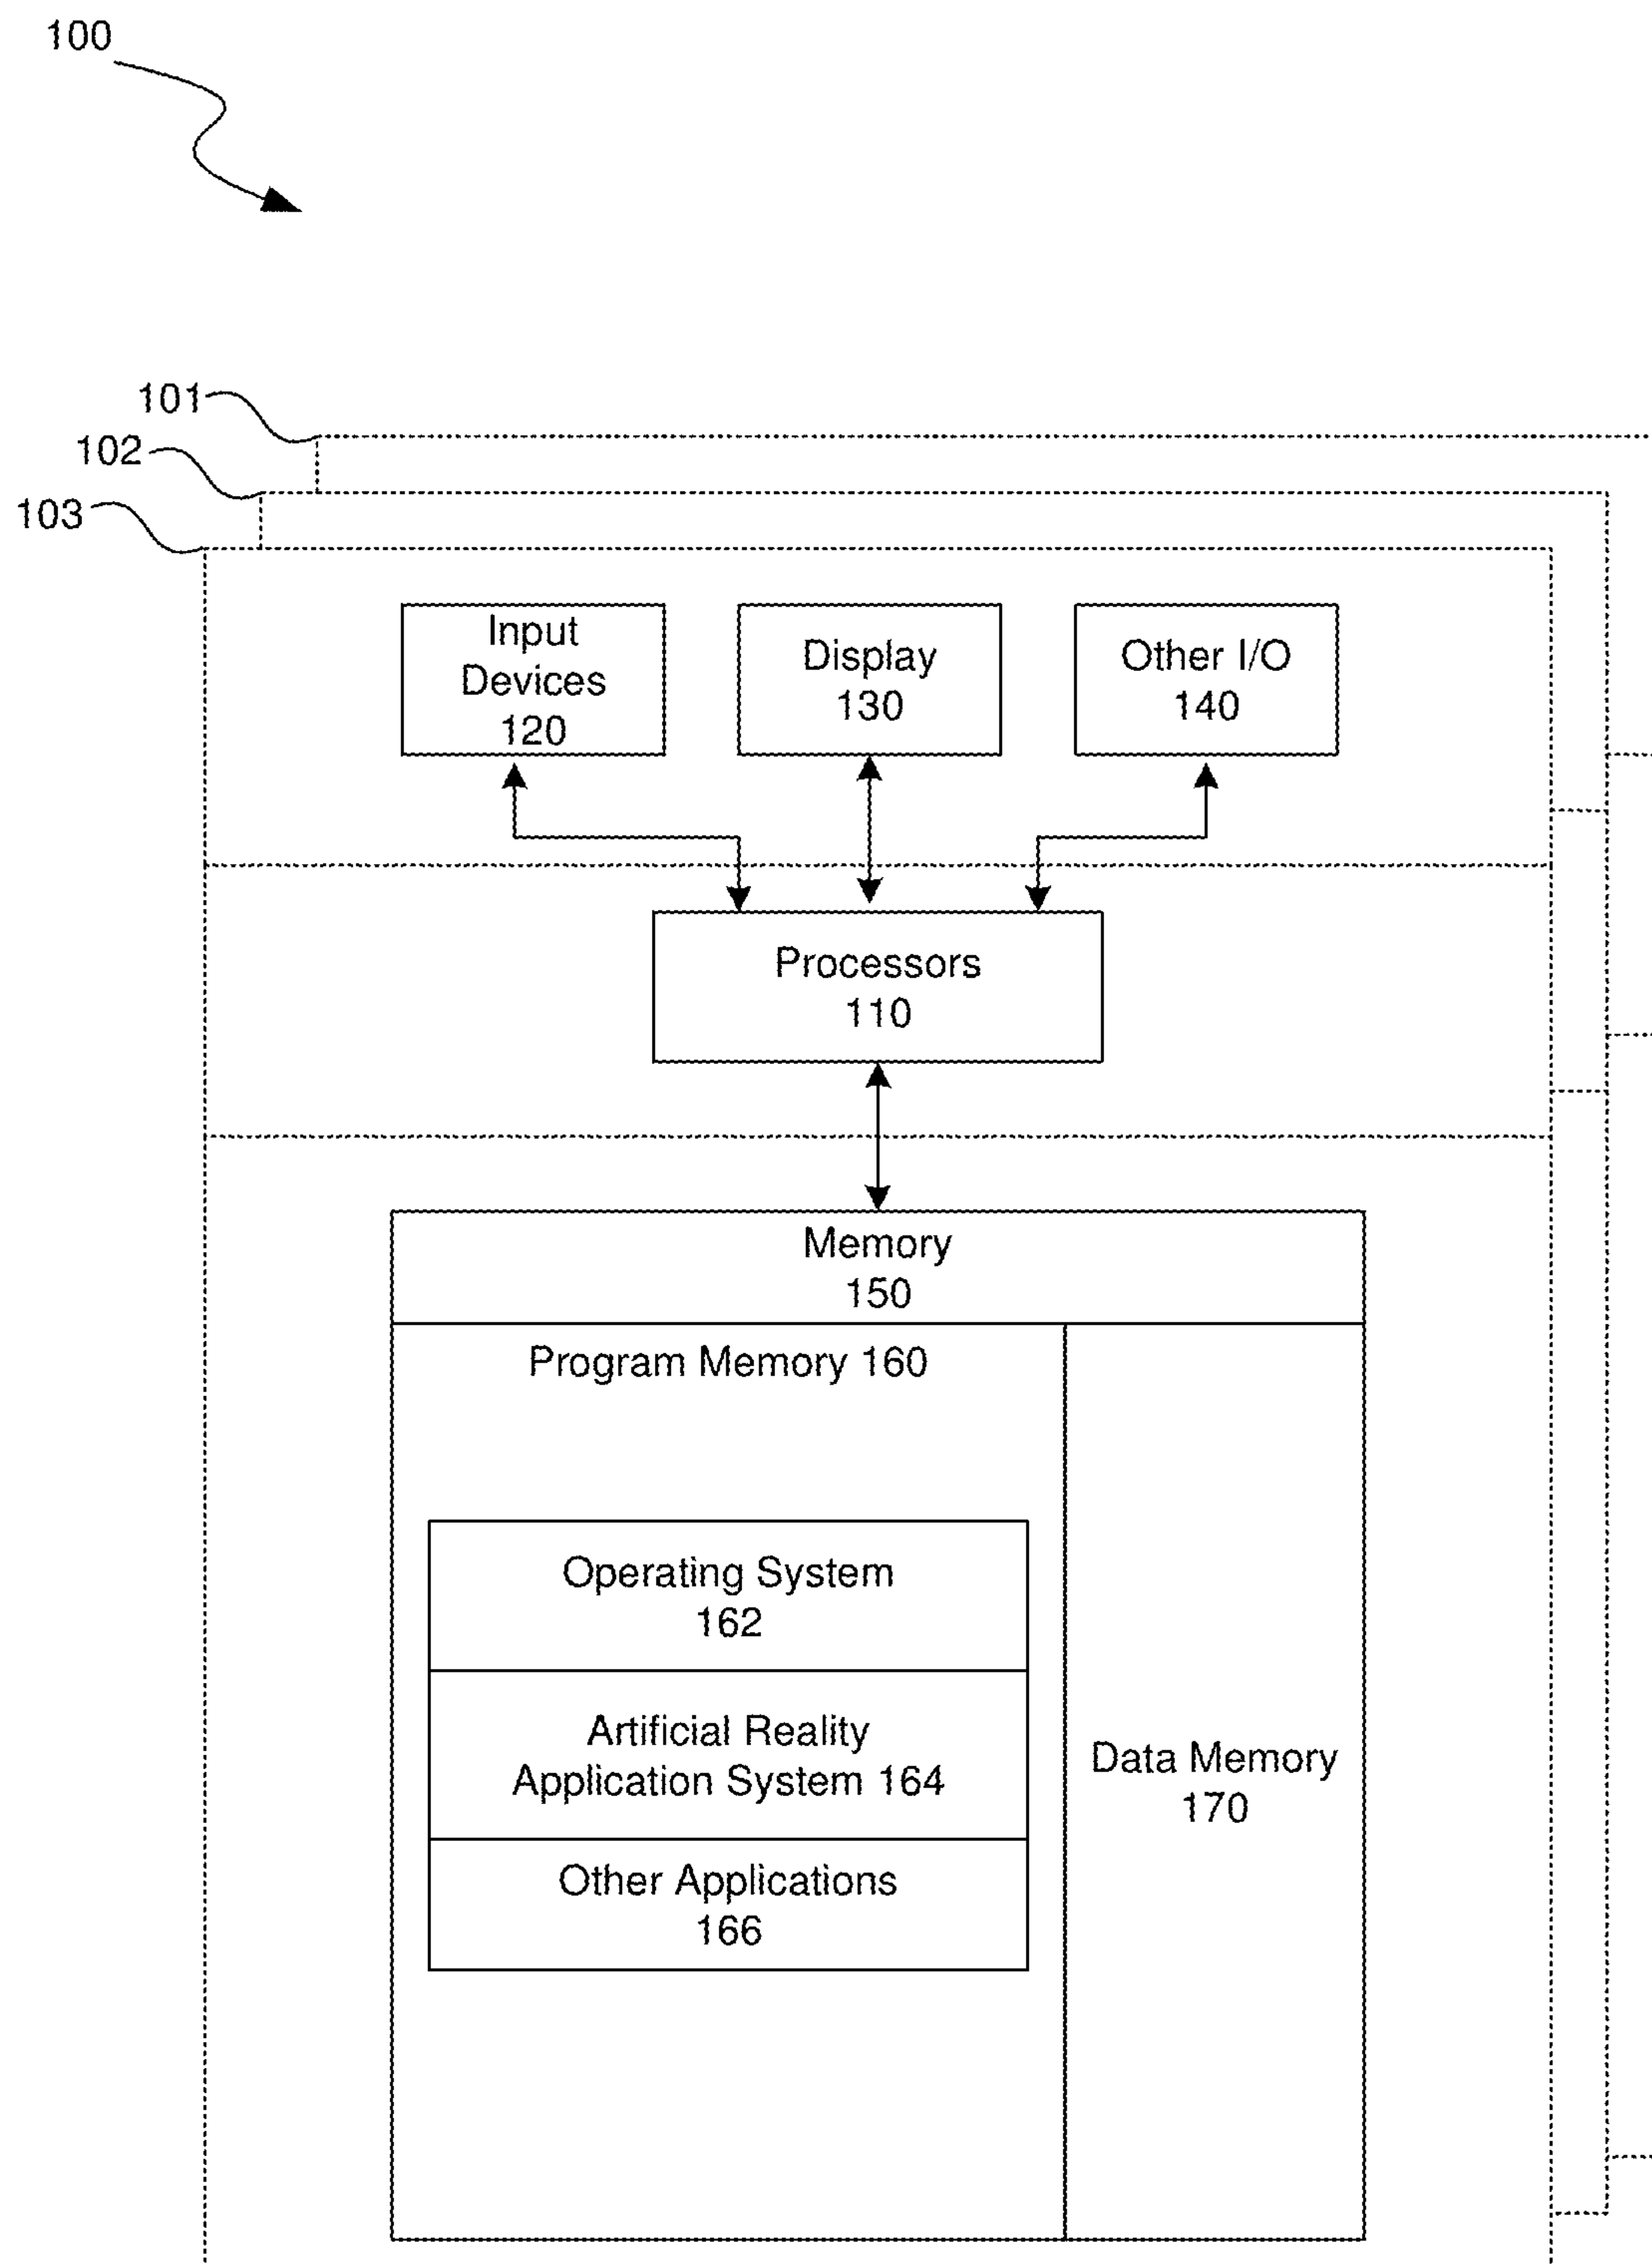 100
101
102
103
Input
Devices
120
Display
130
Other I/O
140
Processors
110
Memory
150
Program Memory 160
Operating System
162
Artificial Reality
Application System 164
Other Applications
166
Data Memory
170